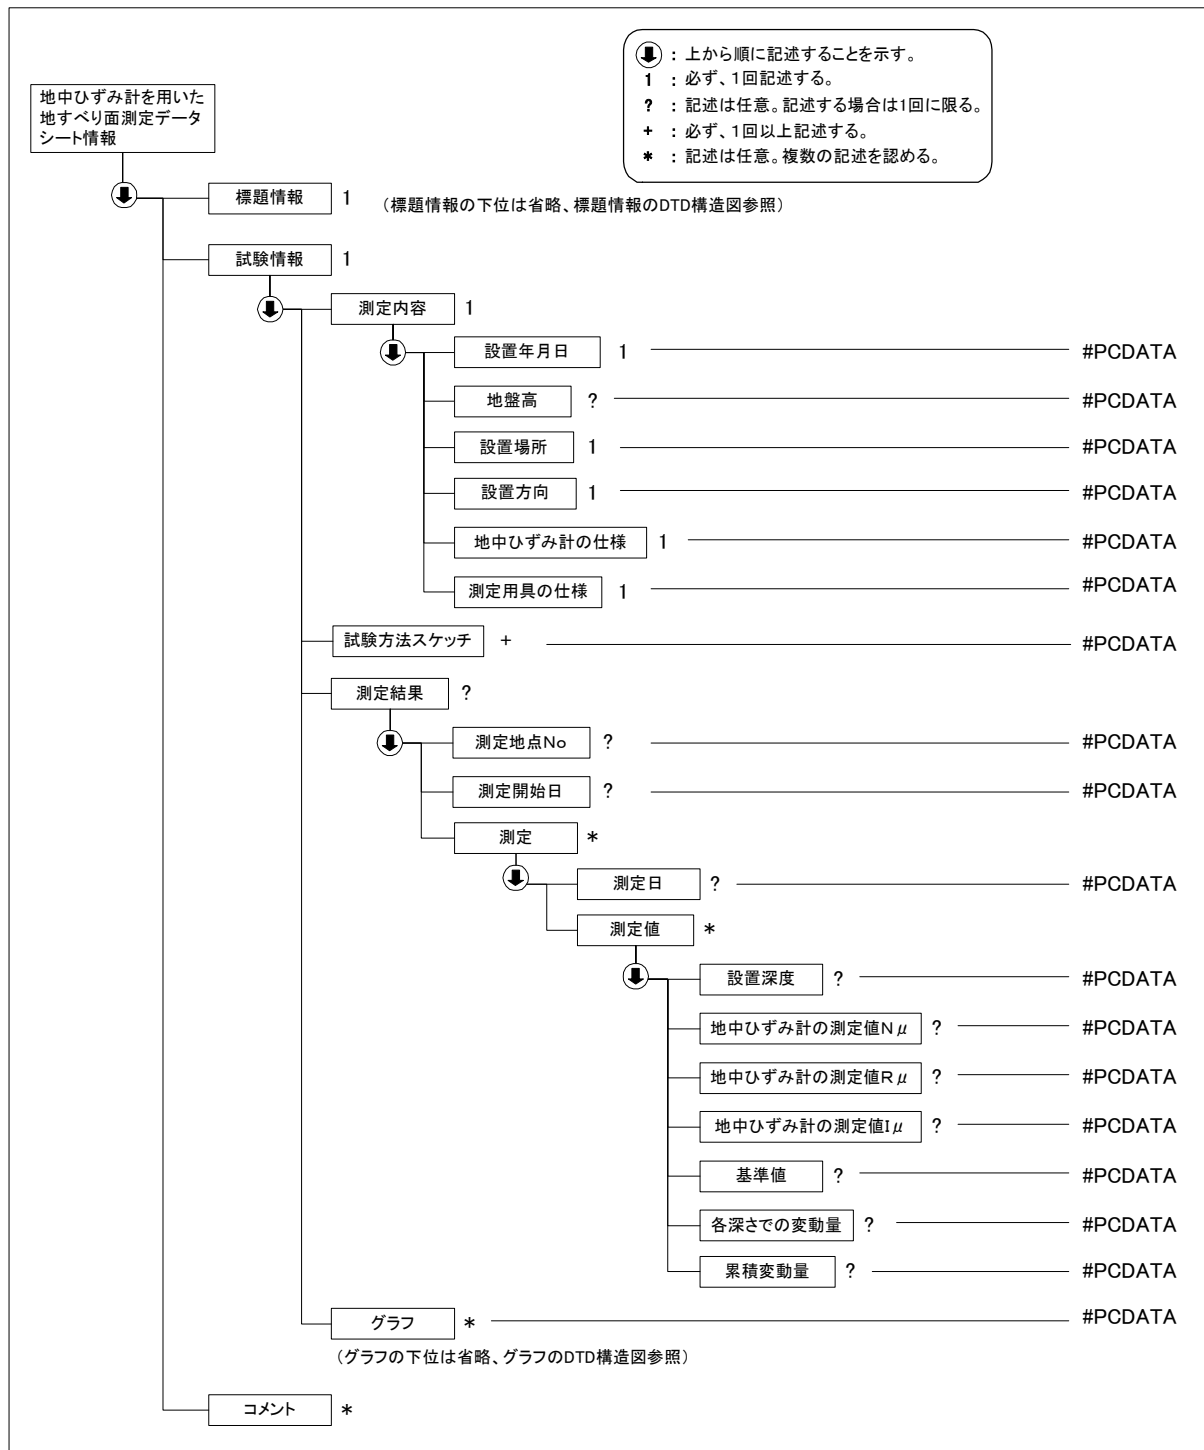 ：上から順に記述することを示す。
1：必ず、1回記述する。
?：記述は任意。記述する場合は1回に限る。
+：必ず、1回以上記述する。
*：記述は任意。複数の記述を認める。
地中ひずみ計を用いた
地すべり面測定データ
シート情報
標題情報 1 （標題情報の下位は省略、標題情報のDTD構造図参照）
試験情報 1
測定内容 1
設置年月日 1 #PCDATA
地盤高 ? #PCDATA
設置場所 1 #PCDATA
設置方向 1 #PCDATA
地中ひずみ計の仕様 1 #PCDATA
測定用具の仕様 1 #PCDATA
試験方法スケッチ + #PCDATA
測定結果 ?
測定地点No ? #PCDATA
測定開始日 ? #PCDATA
測定 *
測定日 ? #PCDATA
測定値 *
設置深度 ? #PCDATA
地中ひずみ計の測定値Nμ ? #PCDATA
地中ひずみ計の測定値Rμ ? #PCDATA
地中ひずみ計の測定値Iμ ? #PCDATA
基準値 ? #PCDATA
各深さでの変動量 ? #PCDATA
累積変動量 ? #PCDATA
グラフ * #PCDATA
（グラフの下位は省略、グラフのDTD構造図参照）
コメント *